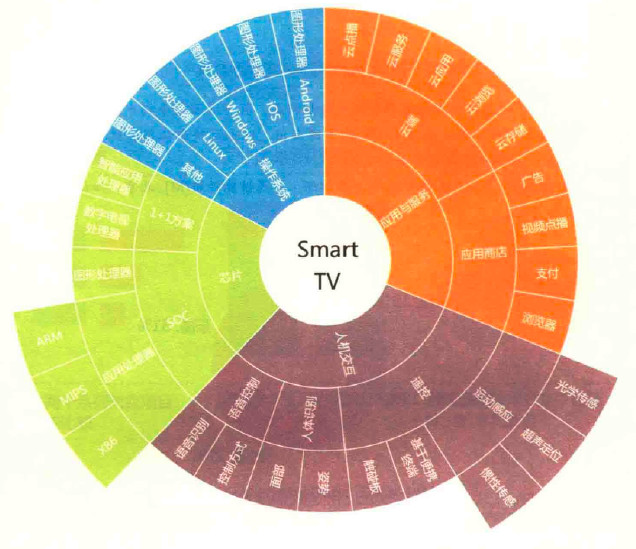 Smart
TV
应用与服务
云端
云点播
云服务
云应用
云浏览
云存储
应用商店
广告
视频点播
支付
浏览器
人机交互
遥控
运动感应
光学传感
超声定位
惯性传感
基于便携
终端
触碰板
人体识别
姿势
面部
语音控制
控制方式
语音识别
芯片
SOC
应用处理器
X86
MIPS
ARM
图形处理器
1+1方案
数字电视
处理器
智能应用
处理器
操作系统
其他
图形处理器
Linux
图形处理器
Windows
图形处理器
iOS
图形处理器
Android
图形处理器